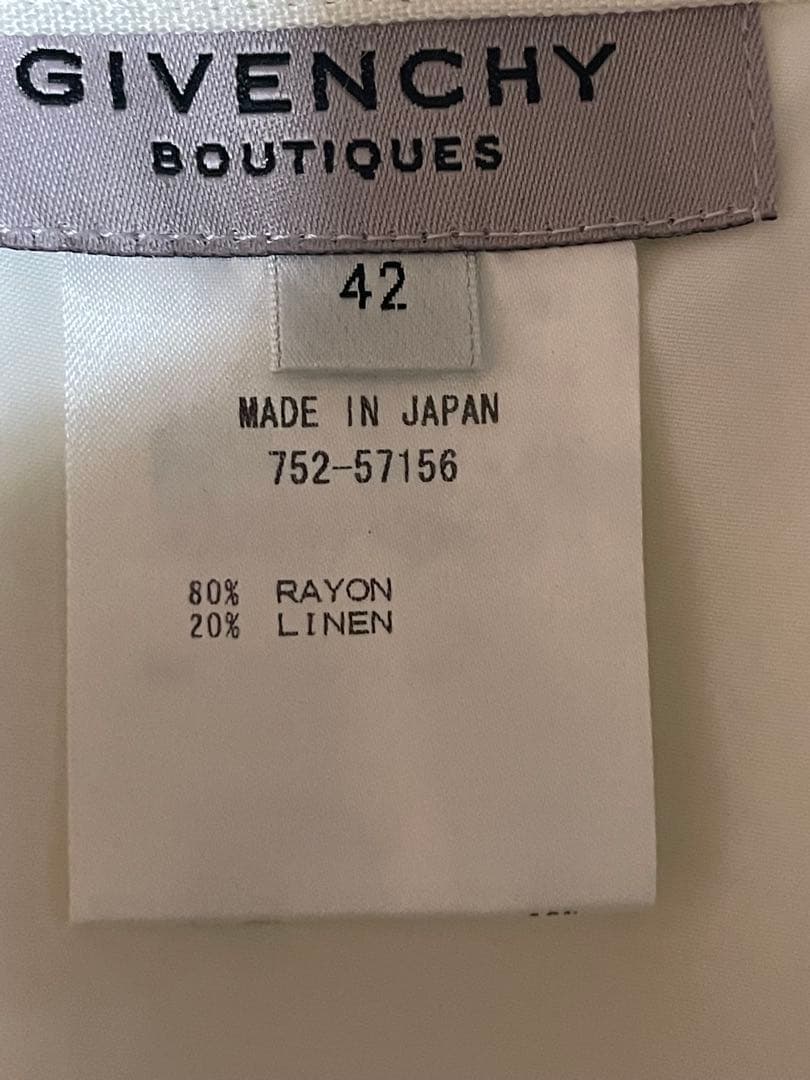 GIVENCHY
BOUTIQUES
42
MADE IN JAPAN
752-57156
80% RAYON
20% LINEN